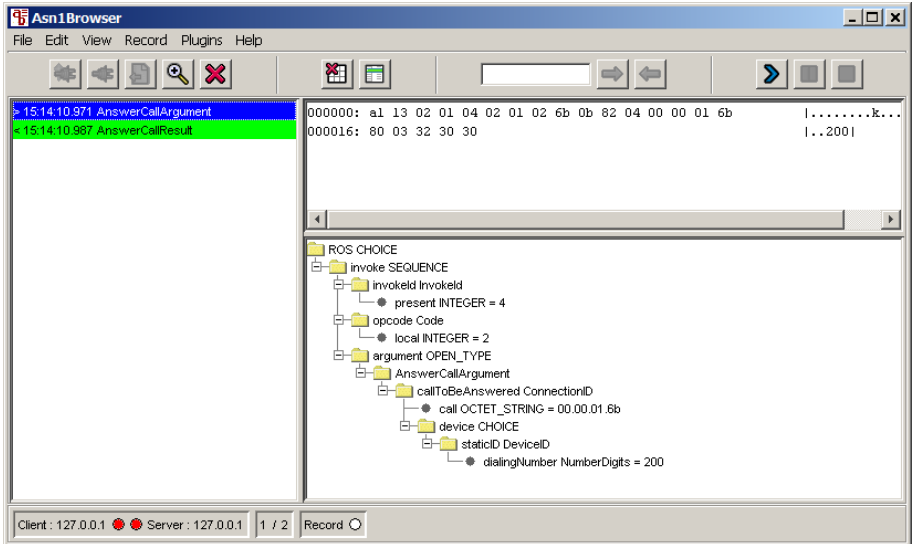 Asn1Browser
File Edit View Record Plugins Help
> 15:14:10.971 AnswerCallArgument
< 15:14:10.987 AnswerCallResult
000000: a1 13 02 01 04 02 01 02 6b 0b 82 04 00 00 01 6b |........k...
000016: 80 03 32 30 30 |..200|
ROS CHOICE
invoke SEQUENCE
invokeId InvokeId
present INTEGER = 4
opcode Code
local INTEGER = 2
argument OPEN_TYPE
AnswerCallArgument
callToBeAnswered ConnectionID
call OCTET_STRING = 00.00.01.6b
device CHOICE
staticID DeviceID
dialingNumber NumberDigits = 200
Client : 127.0.0.1 Server : 127.0.0.1 1 / 2 Record